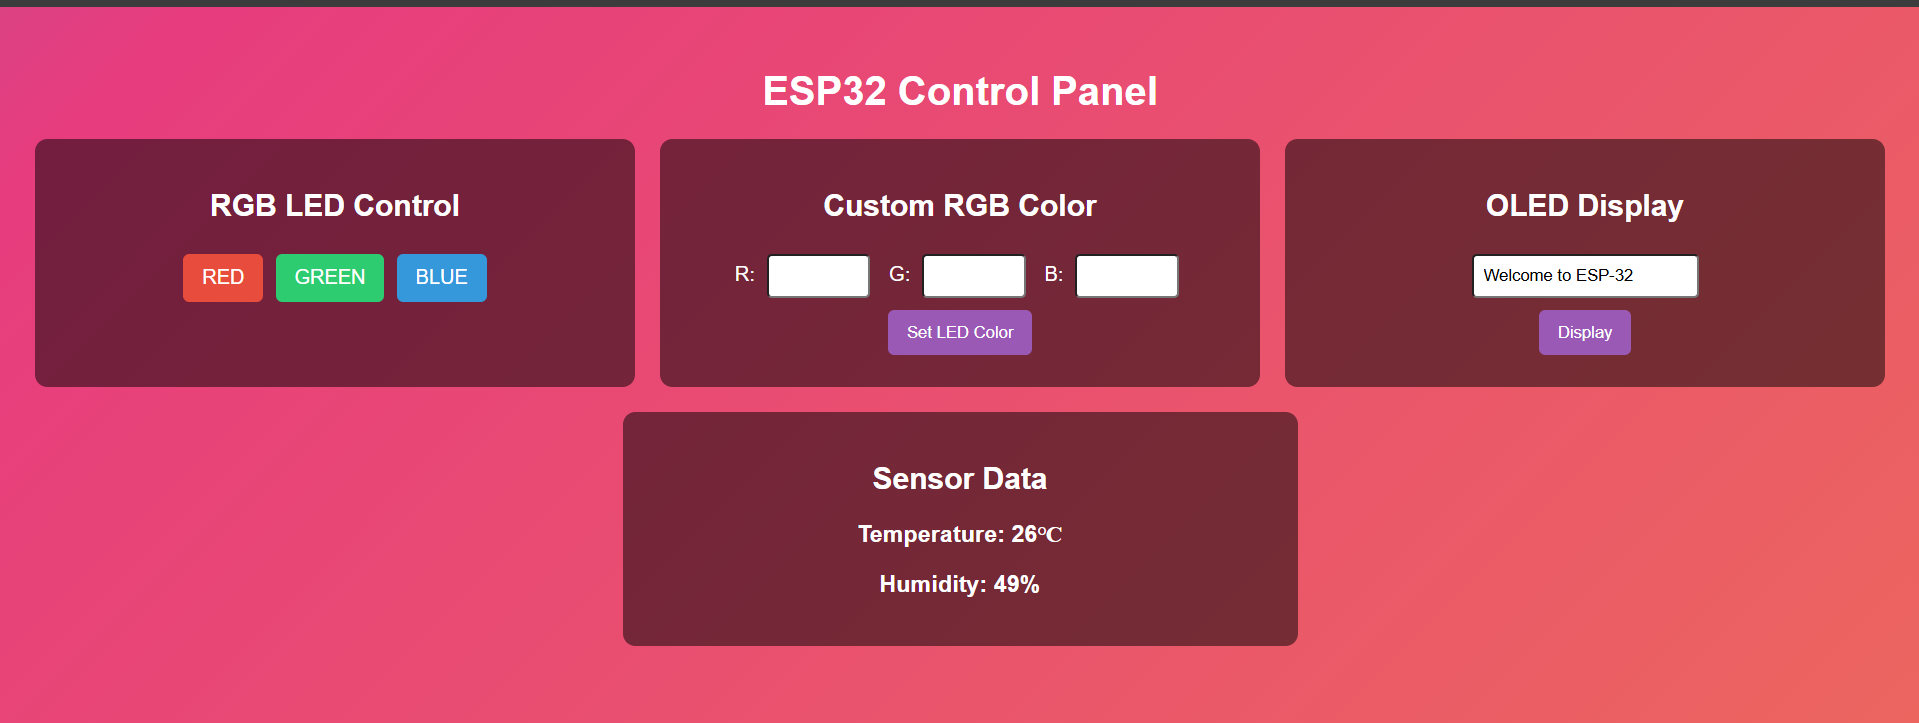 ESP32 Control Panel
RGB LED Control
RED GREEN BLUE
Custom RGB Color
R: G: B:
Set LED Color
OLED Display
Welcome to ESP-32
Display
Sensor Data
Temperature: 26℃
Humidity: 49%